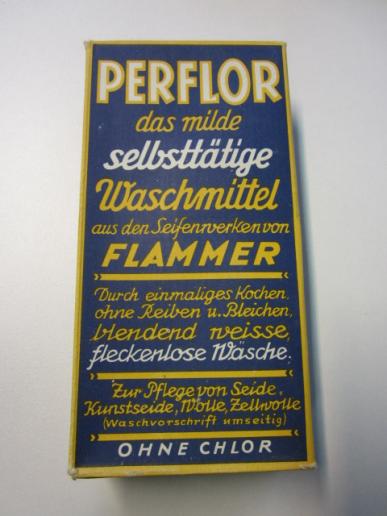 PERFLOR
das milde
selbsttätige
Waschmittel
aus den Seifenwerken von
FLAMMER
Durch einmaliges Kochen,
ohne Reiben u. Bleichen,
blendend weisse,
fleckenlose Wäsche.
Zur Pflege von Seide,
Kunstseide, Wolle, Zellwolle
(Waschvorschrift umseitig)
OHNE CHLOR